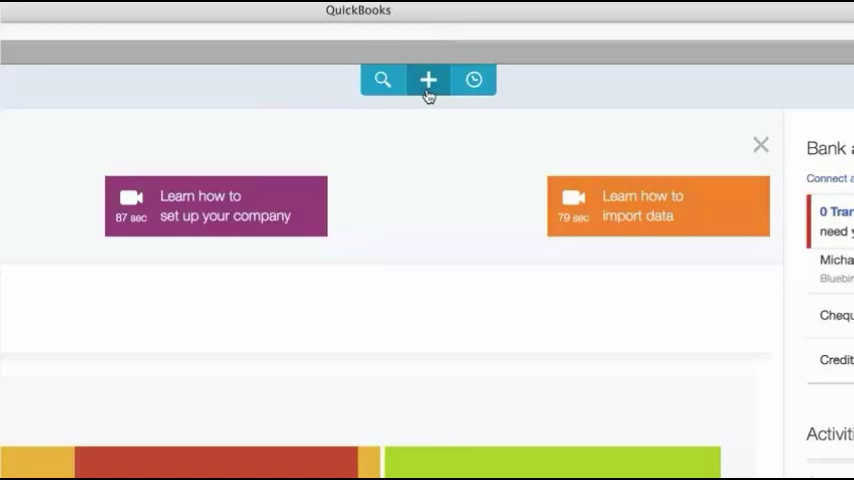 QuickBooks
Learn how to
set up your company
87 sec
Learn how to
import data
79 sec
Bank
Connect
0 Tran
need
Micha
Bluebir
Chequ
Credit
Activiti